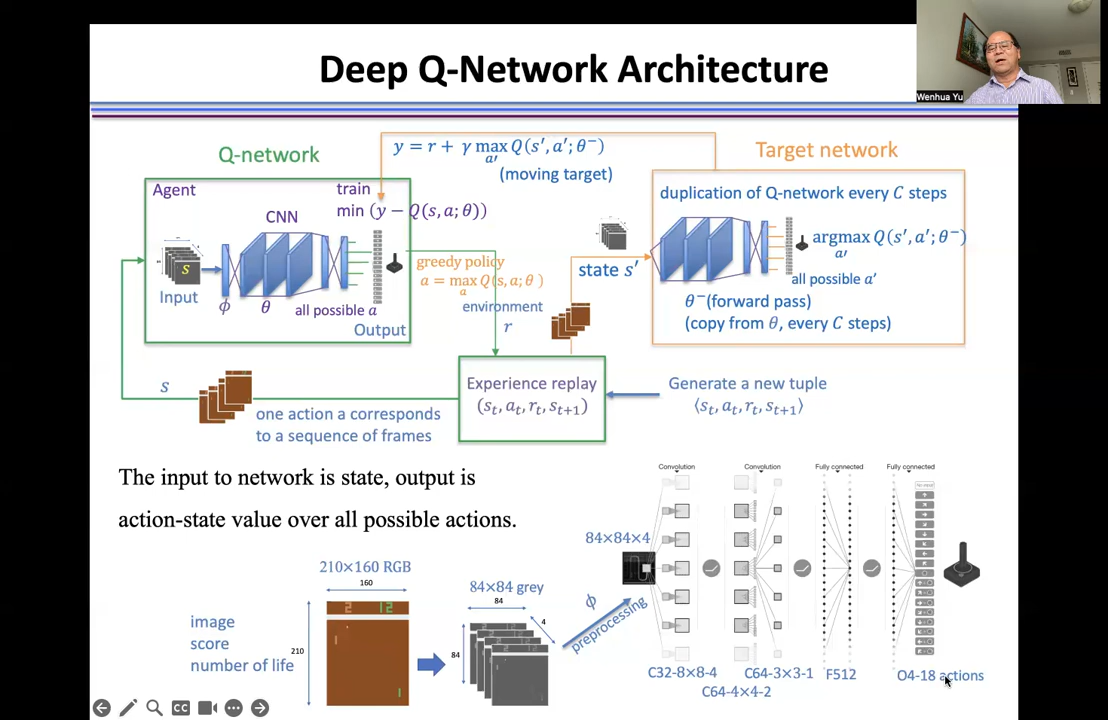 Deep Q-Network Architecture
Wenhua Yu
Q-network
y = r + γ max Q(s′, a′; θ⁻)
a′
(moving target)
Target network
Agent
train
min (y − Q(s, a; θ))
CNN
S
Input
ϕ
θ
all possible a
Output
greedy policy
a = max Q(s, a; θ)
a
environment
r
state s′
duplication of Q-network every C steps
argmax Q(s′, a′; θ⁻)
a′
all possible a′
θ⁻(forward pass)
(copy from θ, every C steps)
s
one action a corresponds
to a sequence of frames
Experience replay
(sₜ, aₜ, rₜ, sₜ₊₁)
Generate a new tuple
⟨sₜ, aₜ, rₜ, sₜ₊₁⟩
The input to network is state, output is
action-state value over all possible actions.
Convolution
Convolution
Fully connected
Fully connected
No input
84×84×4
210×160 RGB
160
210
image
score
number of life
2 12
84×84 grey
84
84
4
ϕ
preprocessing
C32-8×8-4
C64-4×4-2
C64-3×3-1
F512
O4-18 actions
CC